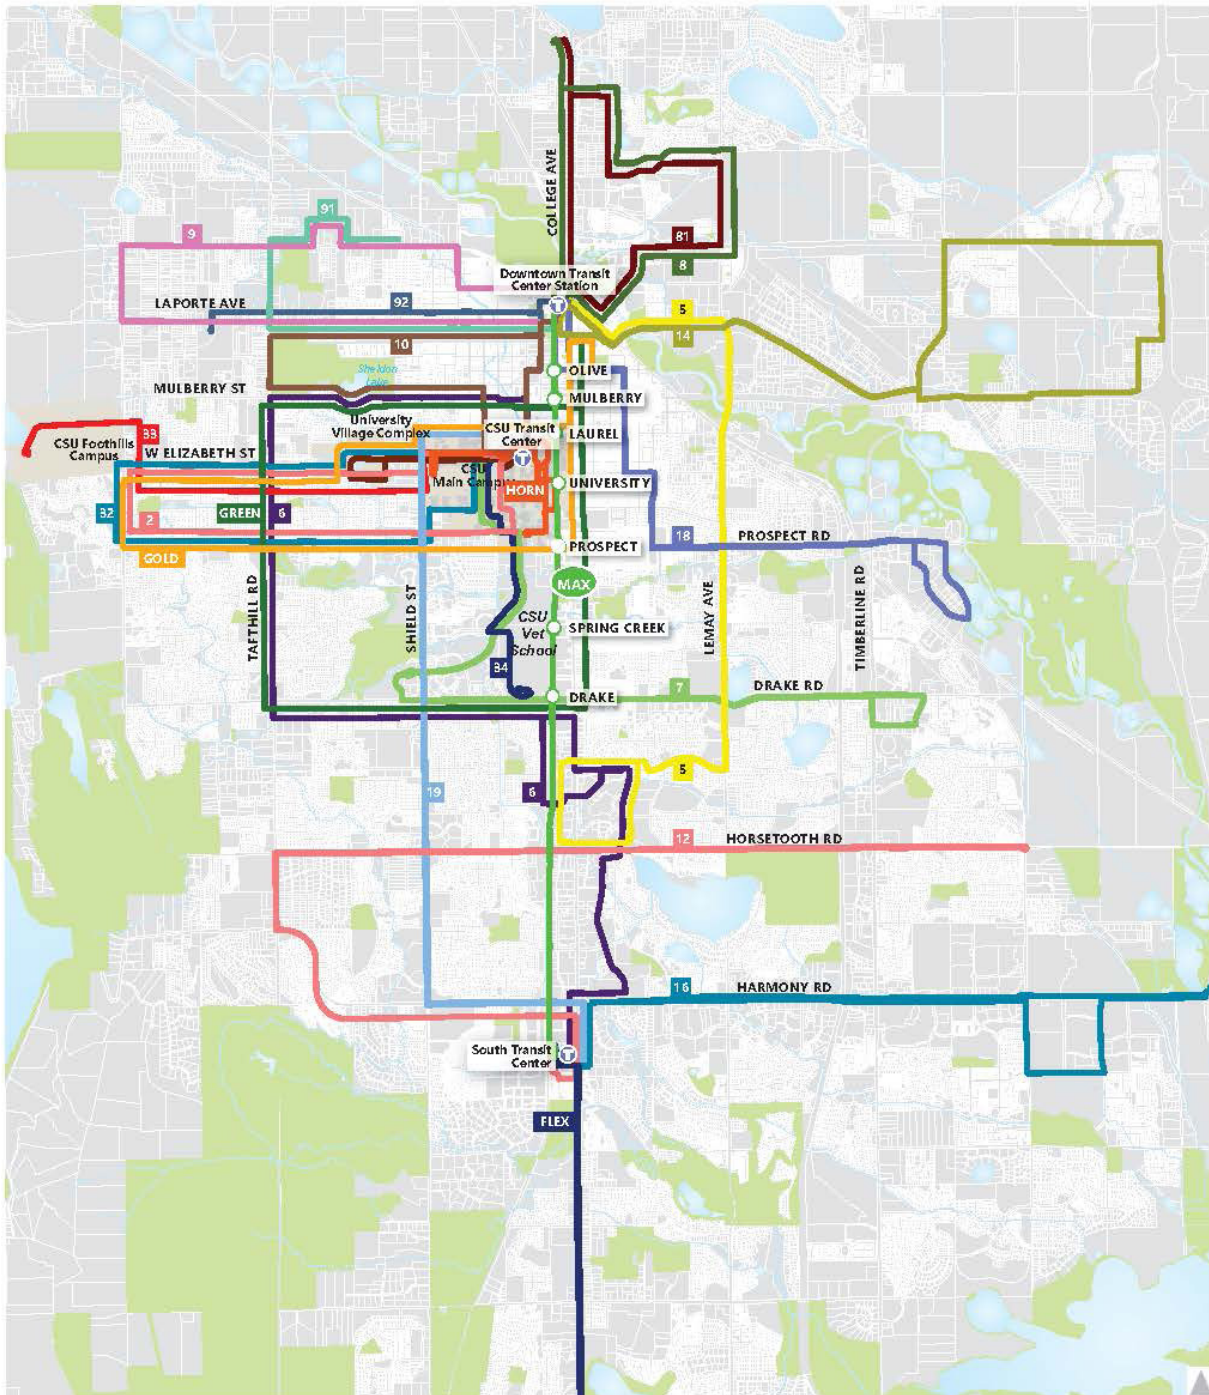 COLLEGE AVE
91
9
81
8
Downtown Transit
Center Station
LAPORTE AVE
92
T
5
14
10
Sheldon
Lake
OLIVE
MULBERRY ST
MULBERRY
University
Village Complex
33
CSU Transit
Center
LAUREL
CSU Foothills
Campus
W ELIZABETH ST
T
CSU
Main Campus
HORN
UNIVERSITY
32
2
GREEN
6
18
PROSPECT RD
GOLD
PROSPECT
MAX
TAFTHILL RD
SHIELD ST
LEMAY AVE
TIMBERLINE RD
CSU
Vet
School
SPRING CREEK
34
DRAKE
7
DRAKE RD
5
19
6
12
HORSETOOTH RD
16
HARMONY RD
South Transit
Center
T
FLEX